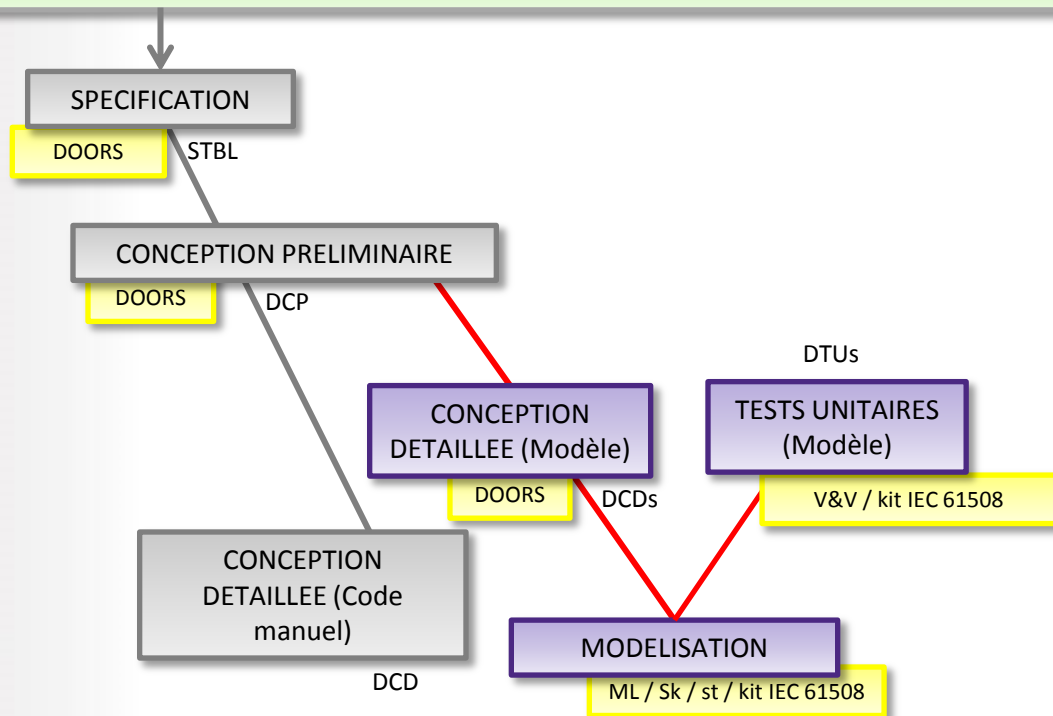 SPECIFICATION
DOORS
STBL
CONCEPTION PRELIMINAIRE
DOORS
DCP
DTUs
CONCEPTION
DETAILLEE (Modèle)
TESTS UNITAIRES
(Modèle)
DOORS
DCDs
V&V / kit IEC 61508
CONCEPTION
DETAILLEE (Code
manuel)
MODELISATION
DCD
ML / Sk / st / kit IEC 61508